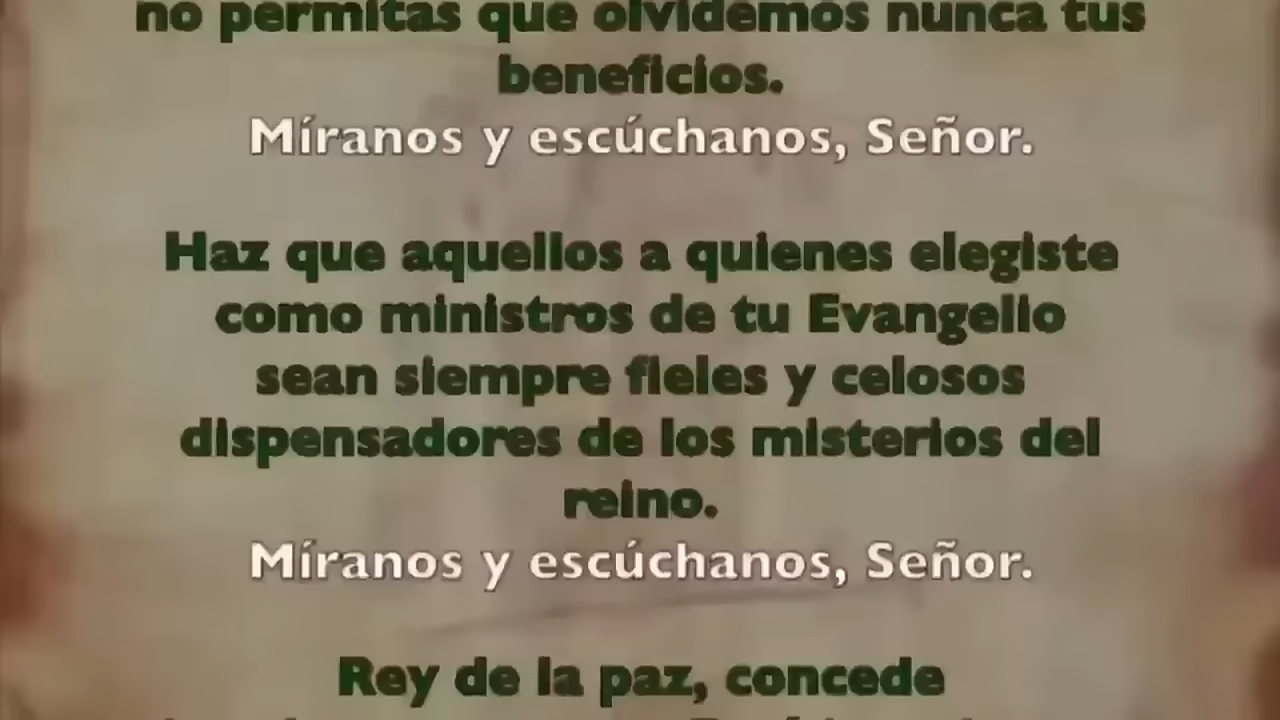 no permitas que olvidemos nunca tus
beneficios.
Míranos y escúchanos, Señor.
Haz que aquellos a quienes elegiste
como ministros de tu Evangelio
sean siempre fieles y celosos
dispensadores de los misterios del
reino.
Míranos y escúchanos, Señor.
Rey de la paz, concede